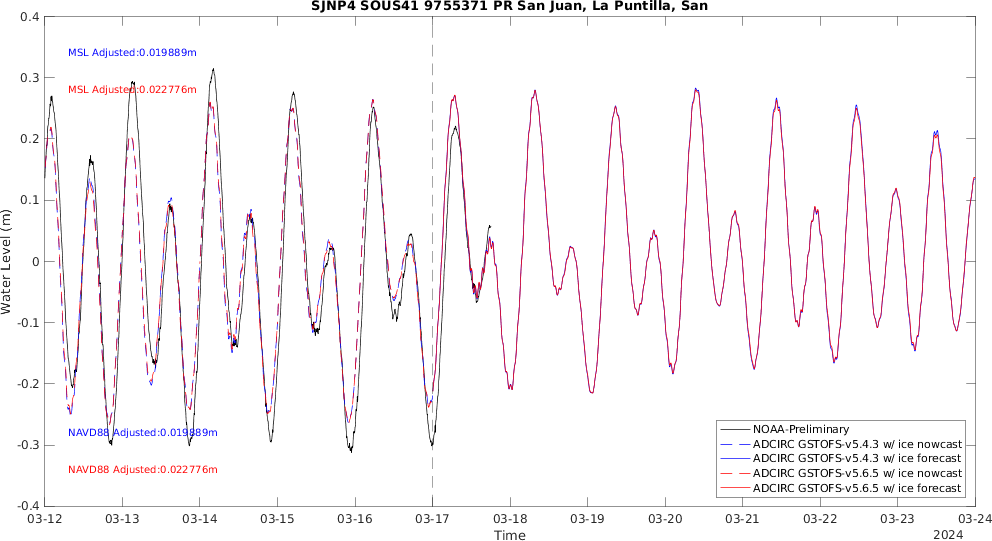 SJNP4 SOUS41 9755371 PR San Juan, La Puntilla, San
0.4
0.3
0.2
0.1
0
-0.1
-0.2
-0.3
-0.4
Water Level (m)
MSL Adjusted:0.019889m
MSL Adjusted:0.022776m
NAVD88 Adjusted:0.019889m
NAVD88 Adjusted:0.022776m
NOAA-Preliminary
ADCIRC GSTOFS-v5.4.3 w/ ice nowcast
ADCIRC GSTOFS-v5.4.3 w/ ice forecast
ADCIRC GSTOFS-v5.6.5 w/ ice nowcast
ADCIRC GSTOFS-v5.6.5 w/ ice forecast
03-12 03-13 03-14 03-15 03-16 03-17 03-18 03-19 03-20 03-21 03-22 03-23 03-24
Time
2024